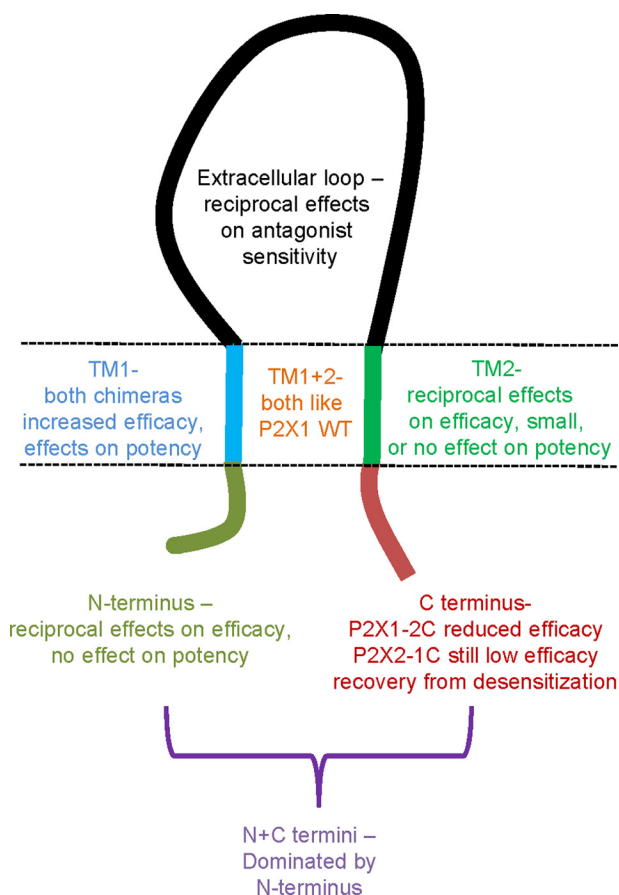 Extracellular loop –
reciprocal effects
on antagonist
sensitivity
TM1-
both chimeras
increased efficacy,
effects on potency
TM1+2-
both like
P2X1 WT
TM2-
reciprocal effects
on efficacy, small,
or no effect on potency
N-terminus –
reciprocal effects on efficacy,
no effect on potency
C terminus-
P2X1-2C reduced efficacy
P2X2-1C still low efficacy
recovery from desensitization
N+C termini –
Dominated by
N-terminus